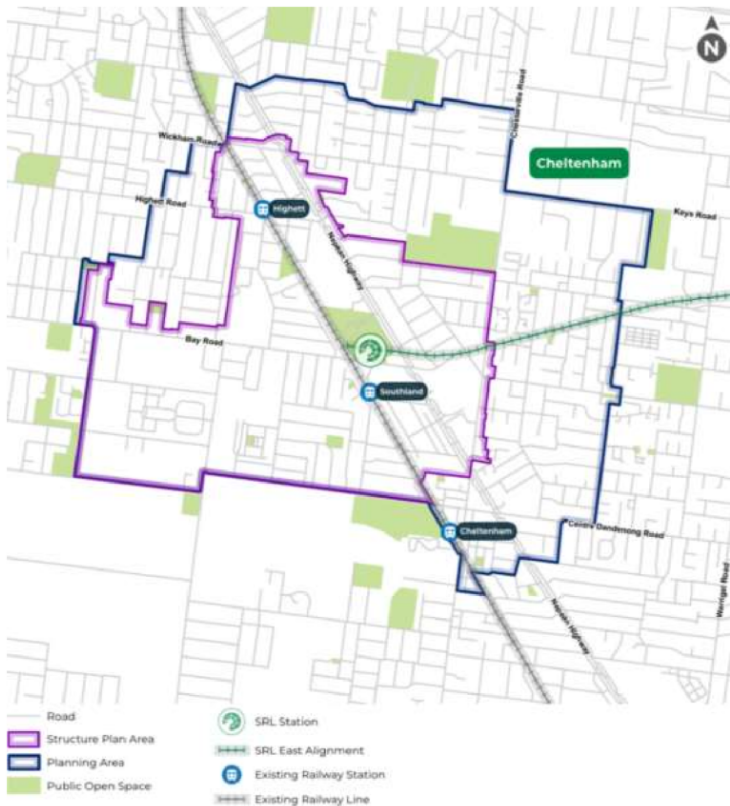 N
Chesterville Road
Cheltenham
Wickham Road
Keys Road
Highett Road
Highett
Nepean Highway
Bay Road
Southland
Cheltenham
Centre Dandenong Road
Nepean Highway
Warrigal Road
Road
Structure Plan Area
Planning Area
Public Open Space
SRL Station
SRL East Alignment
Existing Railway Station
Existing Railway Line